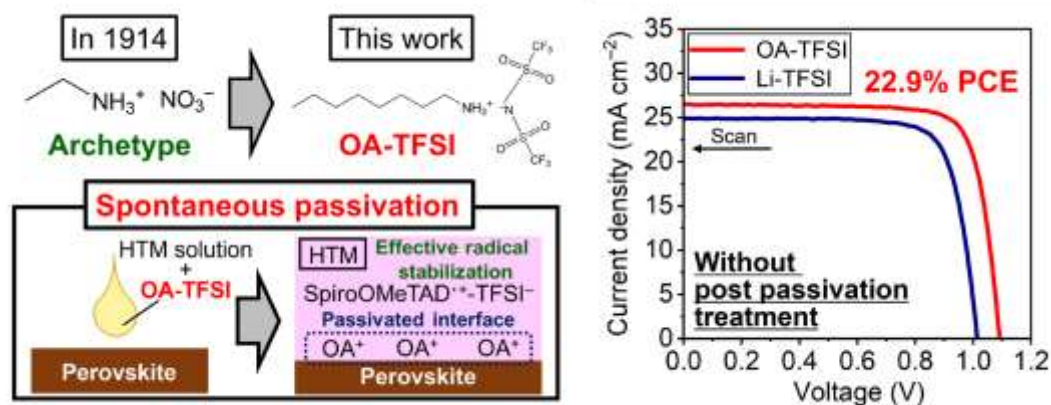 In 1914
This work
NH₃⁺ NO₃⁻
Archetype
NH₃⁺ ⁻N
S O O CF₃
S O O CF₃
OA-TFSI
Spontaneous passivation
HTM solution
+
OA-TFSI
Perovskite
HTM
Effective radical
stabilization
SpiroOMeTAD•⁺-TFSI⁻
Passivated interface
OA⁺ OA⁺ OA⁺
Perovskite
Current density (mA cm⁻²)
35
30
25
20
15
10
5
0
OA-TFSI
Li-TFSI
22.9% PCE
Scan
Without
post passivation
treatment
0.0 0.2 0.4 0.6 0.8 1.0 1.2
Voltage (V)